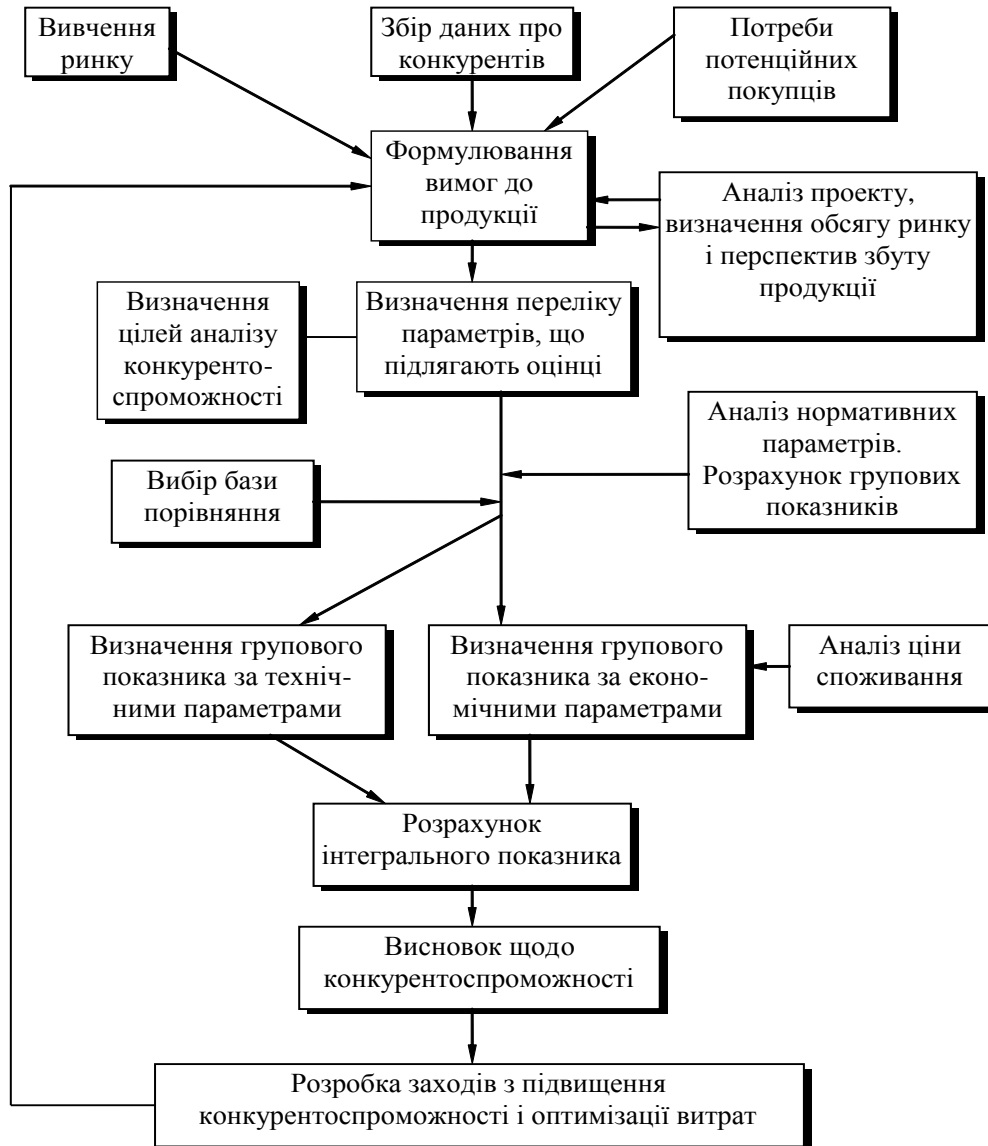 Вивчення
ринку
Збір даних про
конкурентів
Потреби
потенційних
покупців
Формулювання
вимог до
продукції
Аналіз проекту,
визначення обсягу ринку
і перспектив збуту
продукції
Визначення
цілей аналізу
конкуренто-
спроможності
Визначення переліку
параметрів, що
підлягають оцінці
Аналіз нормативних
параметрів.
Розрахунок групових
показників
Вибір бази
порівняння
Визначення групового
показника за техніч-
ними параметрами
Визначення групового
показника за еконо-
мічними параметрами
Аналіз ціни
споживання
Розрахунок
інтегрального показника
Висновок щодо
конкурентоспроможності
Розробка заходів з підвищення
конкурентоспроможності і оптимізації витрат